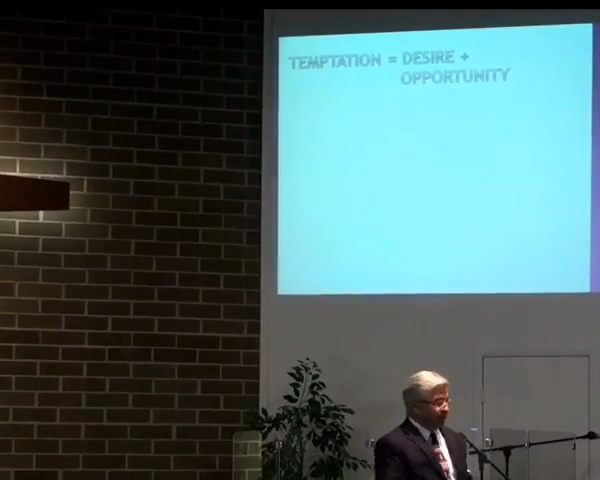 TEMPTATION = DESIRE +
OPPORTUNITY